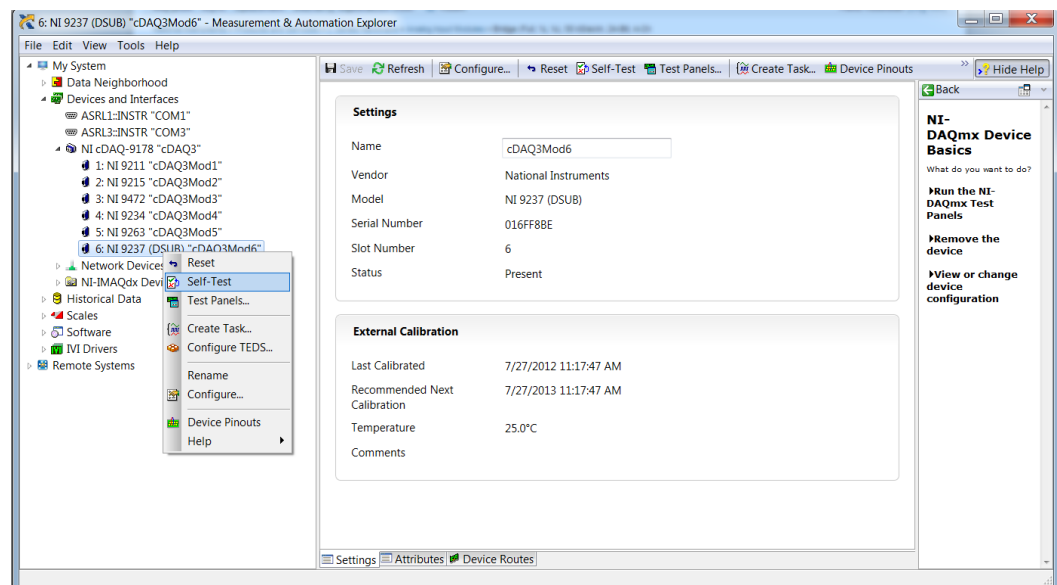 6: NI 9237 (DSUB) "cDAQ3Mod6" - Measurement & Automation Explorer
File Edit View Tools Help
My System
Data Neighborhood
Devices and Interfaces
ASRL1::INSTR "COM1"
ASRL3::INSTR "COM3"
NI cDAQ-9178 "cDAQ3"
1: NI 9211 "cDAQ3Mod1"
2: NI 9215 "cDAQ3Mod2"
3: NI 9472 "cDAQ3Mod3"
4: NI 9234 "cDAQ3Mod4"
5: NI 9263 "cDAQ3Mod5"
6: NI 9237 (DSUB) "cDAQ3Mod6"
Network Devices
NI-IMAQdx Devi
Historical Data
Scales
Software
IVI Drivers
Remote Systems
Reset
Self-Test
Test Panels...
Create Task...
Configure TEDS...
Rename
Configure...
Device Pinouts
Help
Save Refresh Configure... Reset Self-Test Test Panels... Create Task... Device Pinouts » Hide Help
Settings
Name cDAQ3Mod6
Vendor National Instruments
Model NI 9237 (DSUB)
Serial Number 016FF8BE
Slot Number 6
Status Present
External Calibration
Last Calibrated 7/27/2012 11:17:47 AM
Recommended Next 7/27/2013 11:17:47 AM
Calibration
Temperature 25.0°C
Comments
Settings Attributes Device Routes
Back
NI-
DAQmx Device
Basics
What do you want to do?
Run the NI-
DAQmx Test
Panels
Remove the
device
View or change
device
configuration